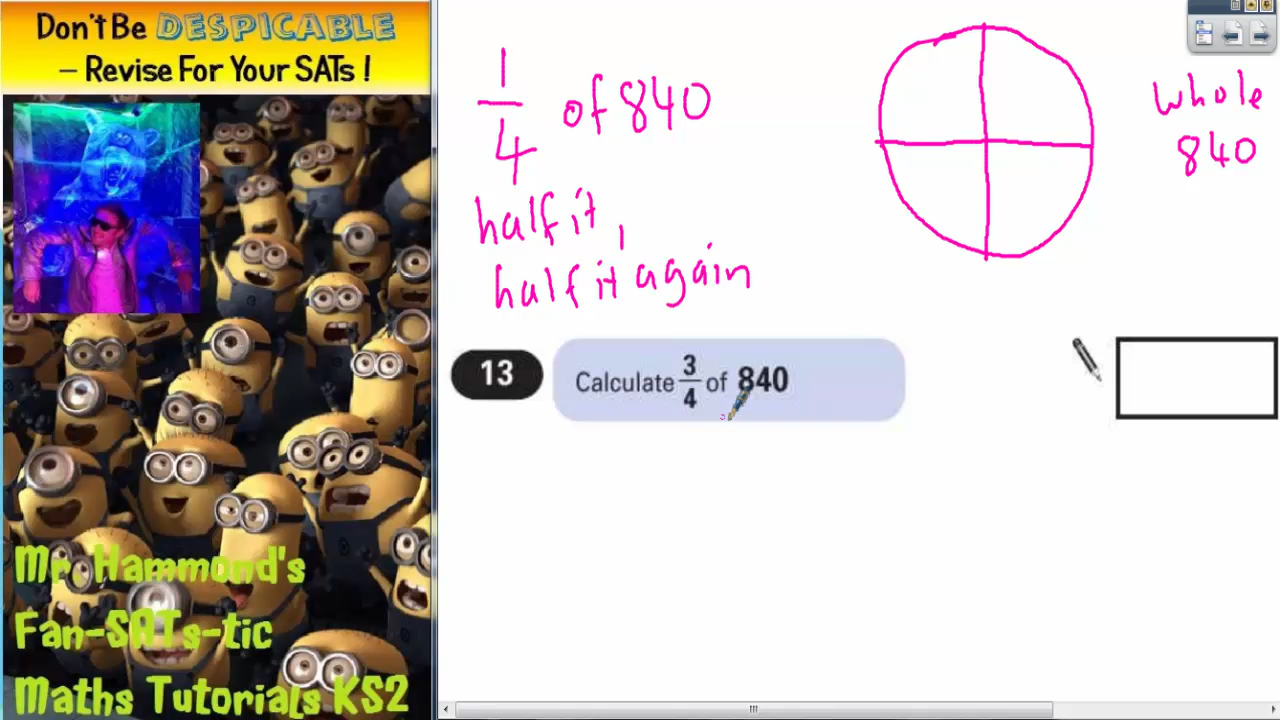 Don't Be DESPICABLE
– Revise For Your SATs !
Mr. Hammond's
Fan-SATs-tic
Maths Tutorials KS2
1
4
of 840
half it,
half it again
whole
840
13
Calculate 3/4 of 840